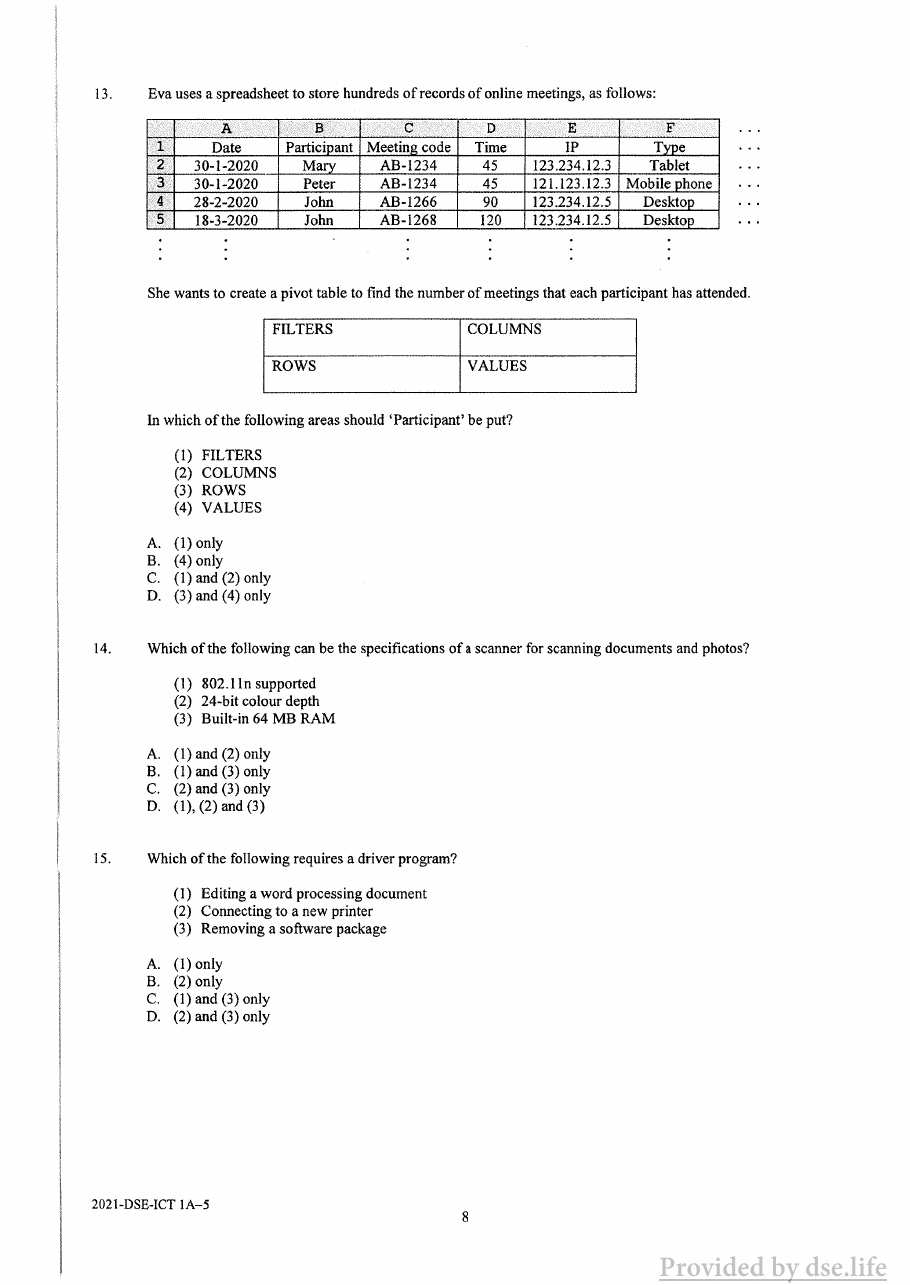 13. Eva uses a spreadsheet to store hundreds of records of online meetings, as follows:
A B C D E F . . .
1 Date Participant Meeting code Time IP Type . . .
2 30-1-2020 Mary AB-1234 45 123.234.12.3 Tablet . . .
3 30-1-2020 Peter AB-1234 45 121.123.12.3 Mobile phone . . .
4 28-2-2020 John AB-1266 90 123.234.12.5 Desktop . . .
5 18-3-2020 John AB-1268 120 123.234.12.5 Desktop . . .
She wants to create a pivot table to find the number of meetings that each participant has attended.
FILTERS COLUMNS
ROWS VALUES
In which of the following areas should ‘Participant’ be put?
(1) FILTERS
(2) COLUMNS
(3) ROWS
(4) VALUES
A. (1) only
B. (4) only
C. (1) and (2) only
D. (3) and (4) only
14. Which of the following can be the specifications of a scanner for scanning documents and photos?
(1) 802.11n supported
(2) 24-bit colour depth
(3) Built-in 64 MB RAM
A. (1) and (2) only
B. (1) and (3) only
C. (2) and (3) only
D. (1), (2) and (3)
15. Which of the following requires a driver program?
(1) Editing a word processing document
(2) Connecting to a new printer
(3) Removing a software package
A. (1) only
B. (2) only
C. (1) and (3) only
D. (2) and (3) only
2021-DSE-ICT 1A–5
8
Provided by dse.life